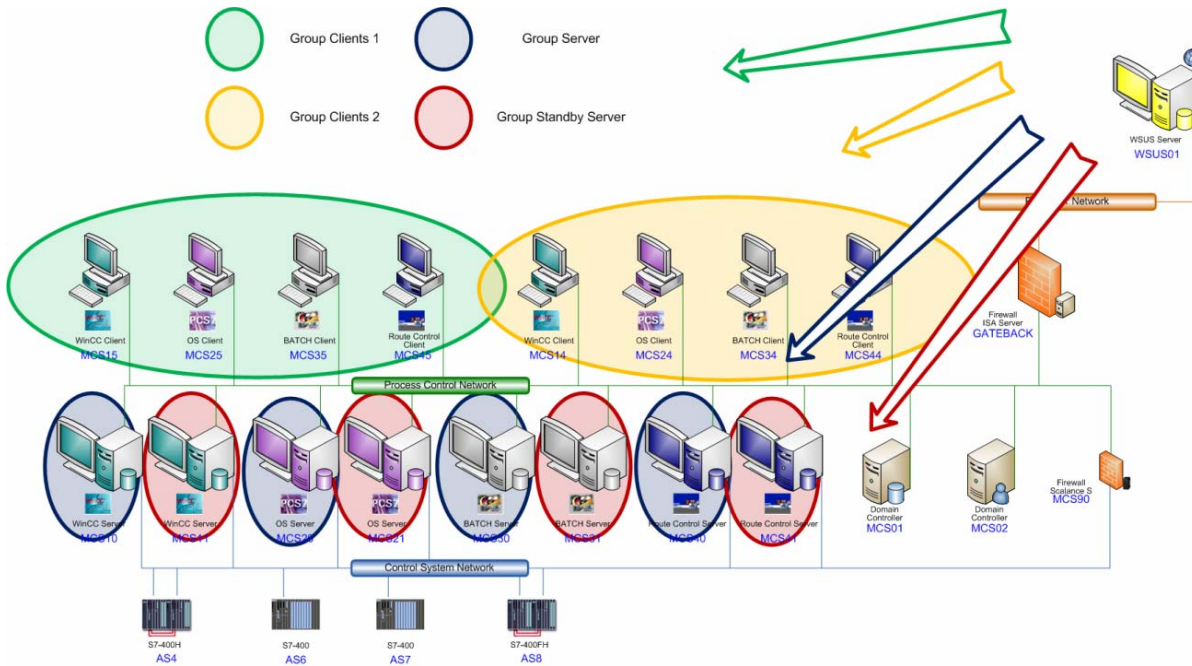 Group Clients 1
Group Server
Group Clients 2
Group Standby Server
WSUS Server
WSUS01
Network
WinCC Client
MCS15
OS Client
MCS25
BATCH Client
MCS35
Route Control
Client
MCS45
WinCC Client
MCS14
OS Client
MCS24
BATCH Client
MCS34
Route Control
Client
MCS44
Firewall
ISA Server
GATEBACK
Process Control Network
WinCC Server
MCS10
WinCC Server
MCS11
PCS7
OS Server
MCS20
PCS7
OS Server
MCS21
BATCH Server
MCS30
BATCH Server
MCS31
Route Control Server
MCS40
Route Control Server
MCS41
Domain
Controller
MCS01
Domain
Controller
MCS02
Firewall
Scalance S
MCS90
Control System Network
S7-400H
AS4
S7-400
AS6
S7-400
AS7
S7-400FH
AS8